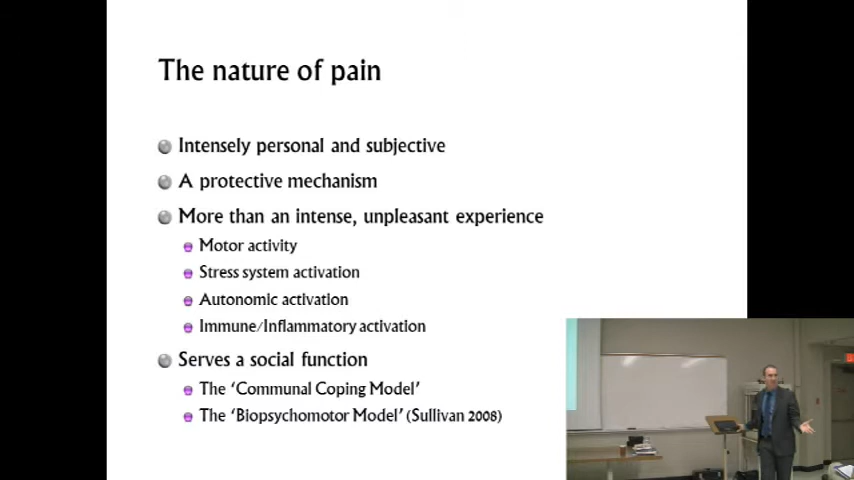 The nature of pain
Intensely personal and subjective
A protective mechanism
More than an intense, unpleasant experience
Motor activity
Stress system activation
Autonomic activation
Immune/Inflammatory activation
Serves a social function
The ‘Communal Coping Model’
The ‘Biopsychomotor Model’ (Sullivan 2008)